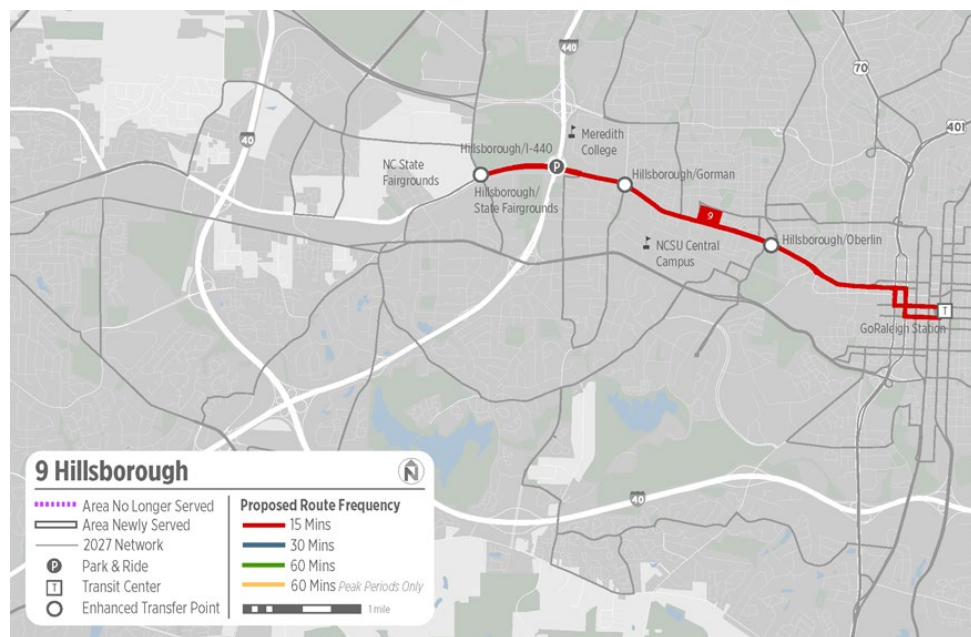 440
70
401
Meredith
College
Hillsborough/I-440
40
NC State
Fairgrounds
Hillsborough/Gorman
Hillsborough/
State Fairgrounds
P
9
Hillsborough/Oberlin
NCSU Central
Campus
T
GoRaleigh Station
9 Hillsborough
N
Area No Longer Served
Area Newly Served
2027 Network
P Park & Ride
T Transit Center
Enhanced Transfer Point
Proposed Route Frequency
15 Mins
30 Mins
60 Mins
60 Mins Peak Periods Only
1 mile
40